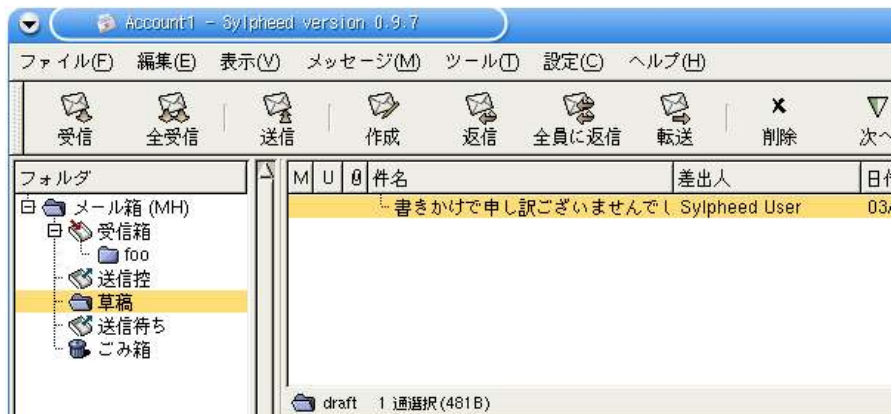 Account1 - Sylpheed version 0.9.7
ファイル(F) 編集(E) 表示(V) メッセージ(M) ツール(T) 設定(C) ヘルプ(H)
受信 全受信 送信 作成 返信 全員に返信 転送 削除 次へ
フォルダ M U 件名 差出人 日付
メール箱 (MH)
書きかけで申し訳ございませんでし Sylpheed User 03/
受信箱
foo
送信控
草稿
送信待ち
ごみ箱
draft 1 通選択(481B)